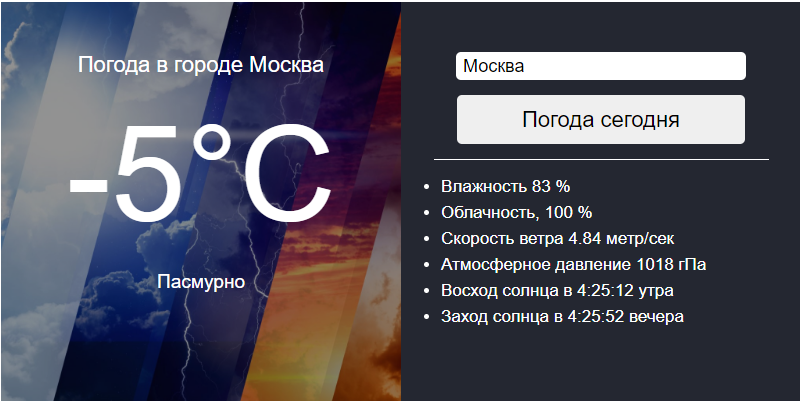 Погода в городе Москва
-5°C
Пасмурно
Москва
Погода сегодня
Влажность 83 %
Облачность, 100 %
Скорость ветра 4.84 метр/сек
Атмосферное давление 1018 гПа
Восход солнца в 4:25:12 утра
Заход солнца в 4:25:52 вечера